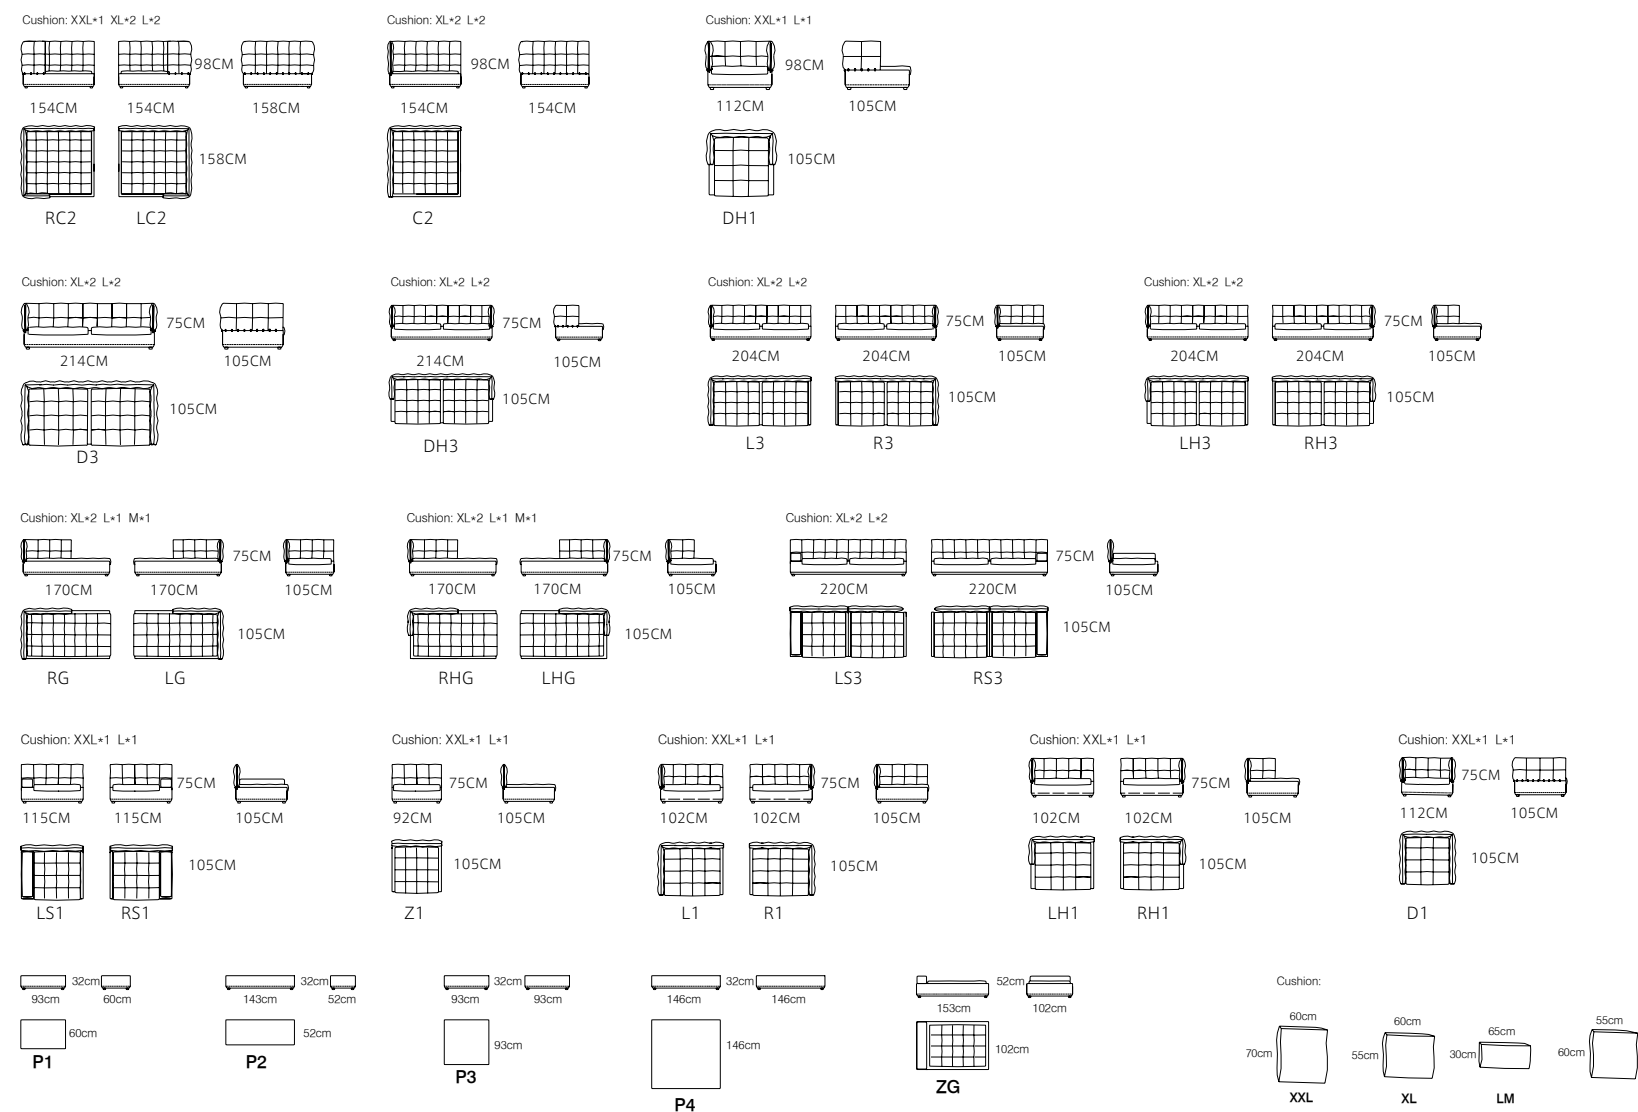 Cushion: XXL*1 XL*2 L*2
98CM
154CM 154CM 158CM
158CM
RC2 LC2
Cushion: XL*2 L*2
98CM
154CM 154CM
C2
Cushion: XXL*1 L*1
98CM
112CM 105CM
105CM
DH1
Cushion: XL*2 L*2
75CM
214CM 105CM
105CM
D3
Cushion: XL*2 L*2
75CM
214CM 105CM
105CM
DH3
Cushion: XL*2 L*2
75CM
204CM 204CM 105CM
105CM
L3 R3
Cushion: XL*2 L*2
75CM
204CM 204CM 105CM
105CM
LH3 RH3
Cushion: XL*2 L*1 M*1
75CM
170CM 170CM 105CM
105CM
RG LG
Cushion: XL*2 L*1 M*1
75CM
170CM 170CM 105CM
105CM
RHG LHG
Cushion: XL*2 L*2
75CM
220CM 220CM 105CM
105CM
LS3 RS3
Cushion: XXL*1 L*1
75CM
115CM 115CM 105CM
105CM
LS1 RS1
Cushion: XXL*1 L*1
75CM
92CM 105CM
105CM
Z1
Cushion: XXL*1 L*1
75CM
102CM 102CM 105CM
105CM
L1 R1
Cushion: XXL*1 L*1
75CM
102CM 102CM 105CM
105CM
LH1 RH1
Cushion: XXL*1 L*1
75CM
112CM 105CM
105CM
D1
32cm
93cm 60cm
60cm
P1
32cm
143cm 52cm
52cm
P2
32cm
93cm 93cm
93cm
P3
32cm
146cm 146cm
146cm
P4
52cm
153cm 102cm
102cm
ZG
Cushion:
60cm
70cm
XXL
60cm
55cm
XL
65cm
30cm
LM
55cm
60cm